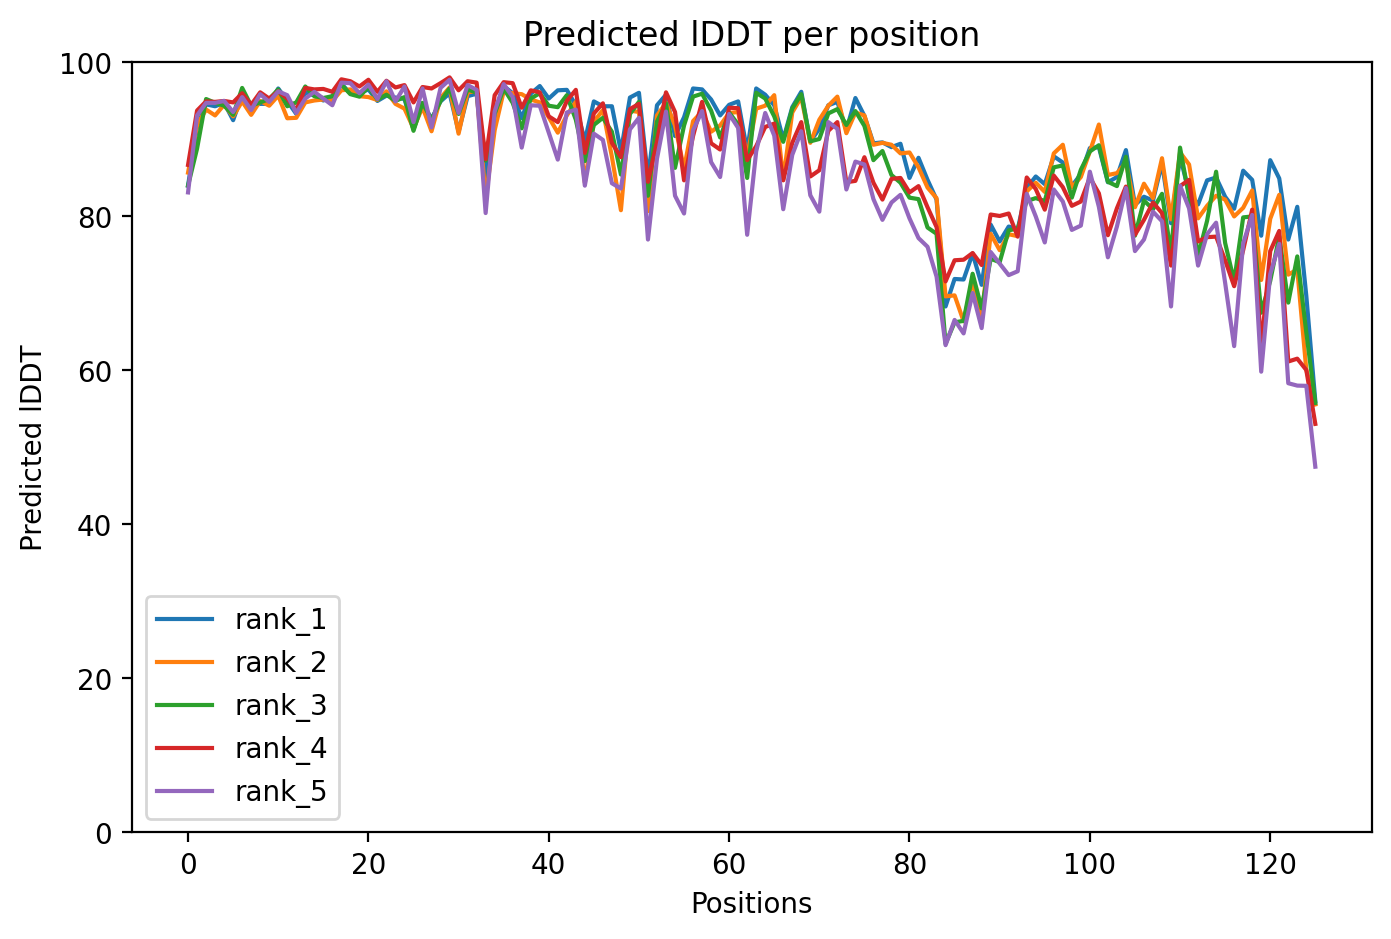 Predicted lDDT per position
100
80
60
40
20
0
Predicted lDDT
rank_1
rank_2
rank_3
rank_4
rank_5
0 20 40 60 80 100 120
Positions